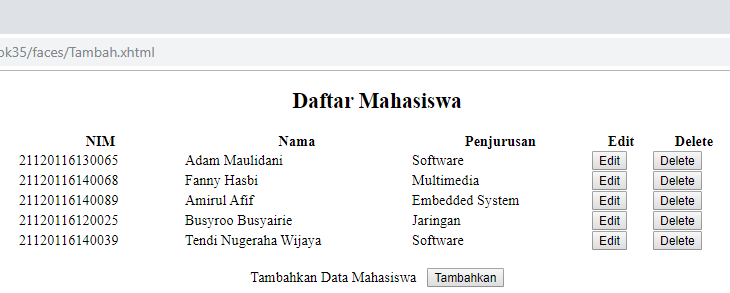 ok35/faces/Tambah.xhtml
Daftar Mahasiswa
NIM Nama Penjurusan Edit Delete
21120116130065 Adam Maulidani Software Edit Delete
21120116140068 Fanny Hasbi Multimedia Edit Delete
21120116140089 Amirul Afif Embedded System Edit Delete
21120116120025 Busyroo Busyairie Jaringan Edit Delete
21120116140039 Tendi Nugeraha Wijaya Software Edit Delete
Tambahkan Data Mahasiswa Tambahkan